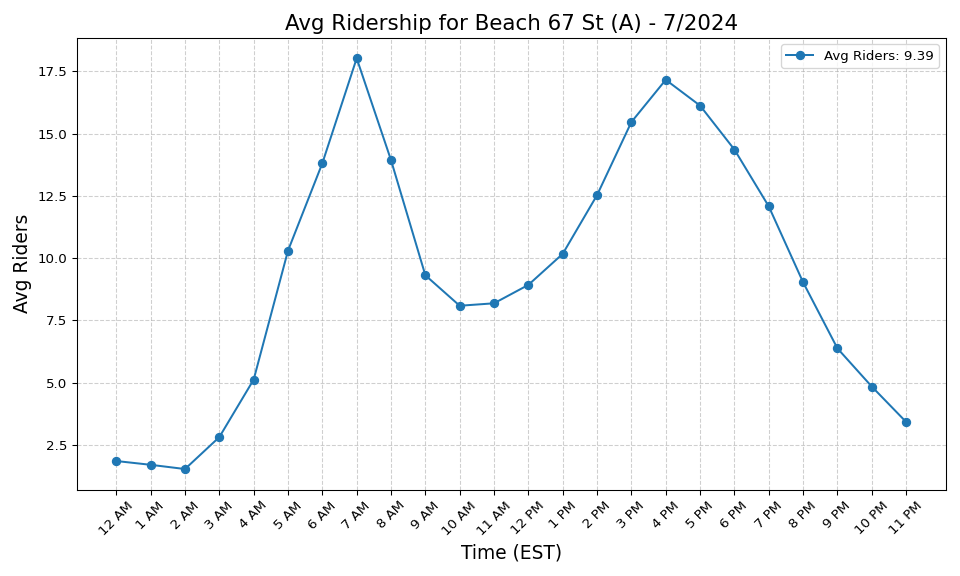 Avg Ridership for Beach 67 St (A) - 7/2024
Avg Riders: 9.39
Avg Riders
17.5
15.0
12.5
10.0
7.5
5.0
2.5
12 AM
1 AM
2 AM
3 AM
4 AM
5 AM
6 AM
7 AM
8 AM
9 AM
10 AM
11 AM
12 PM
1 PM
2 PM
3 PM
4 PM
5 PM
6 PM
7 PM
8 PM
9 PM
10 PM
11 PM
Time (EST)